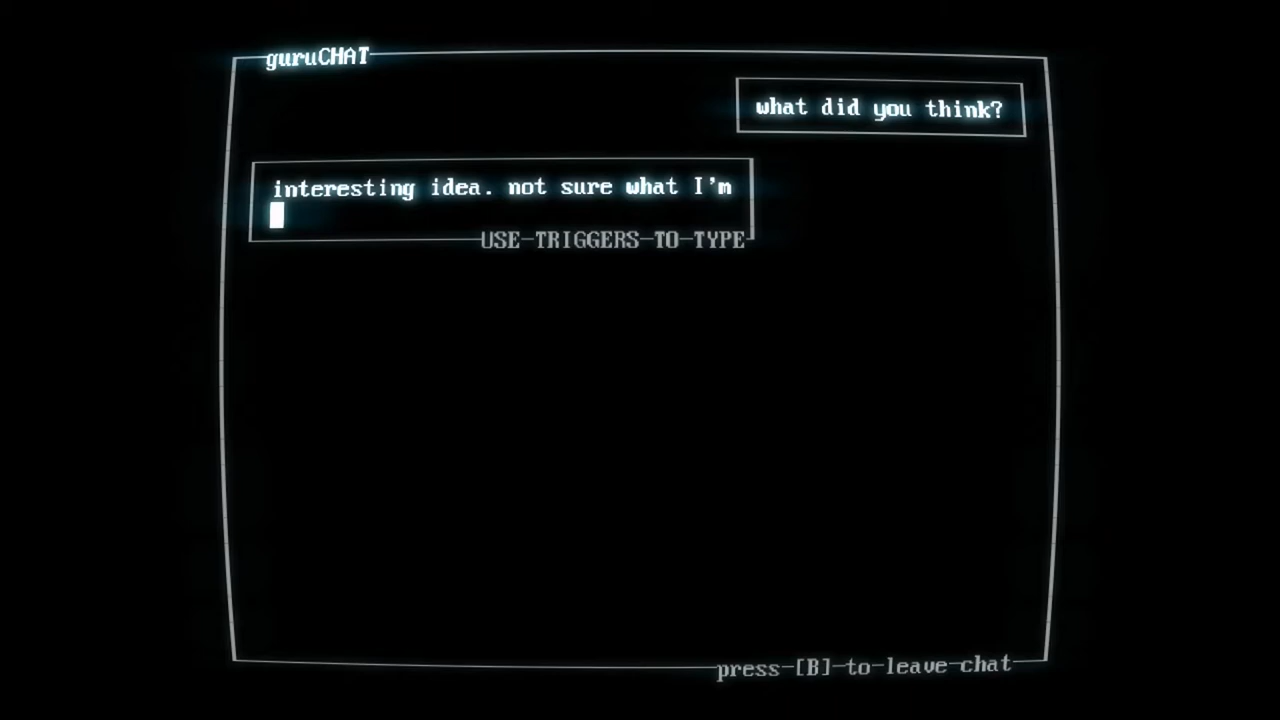 guruCHAT
what did you think?
interesting idea. not sure what I'm
USE-TRIGGERS-TO-TYPE
press-[B]-to-leave-chat